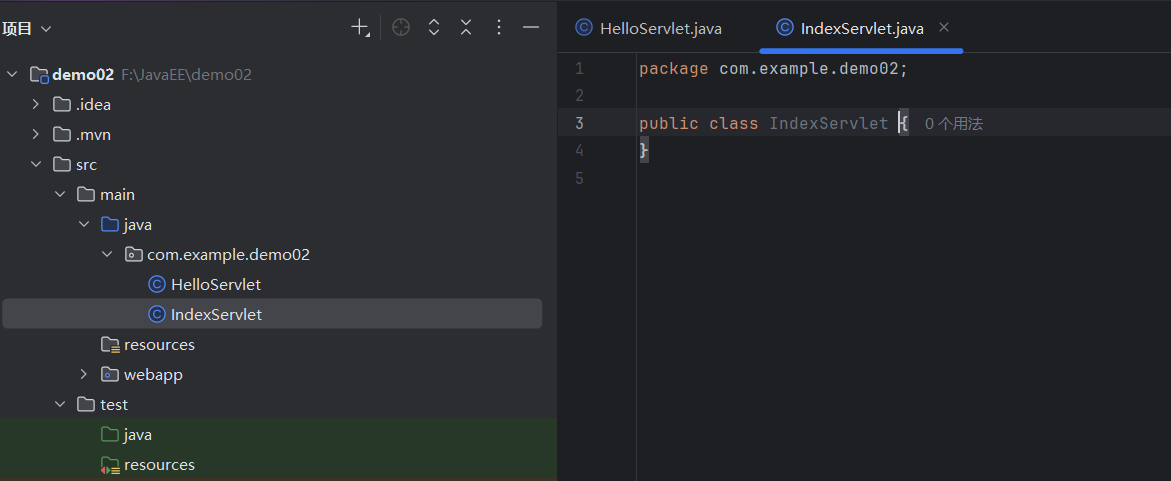 项目
demo02 F:\JavaEE\demo02
.idea
.mvn
src
main
java
com.example.demo02
HelloServlet
IndexServlet
resources
webapp
test
java
resources
HelloServlet.java IndexServlet.java
1 package com.example.demo02;
2
3 public class IndexServlet { 0 个用法
4 }
5